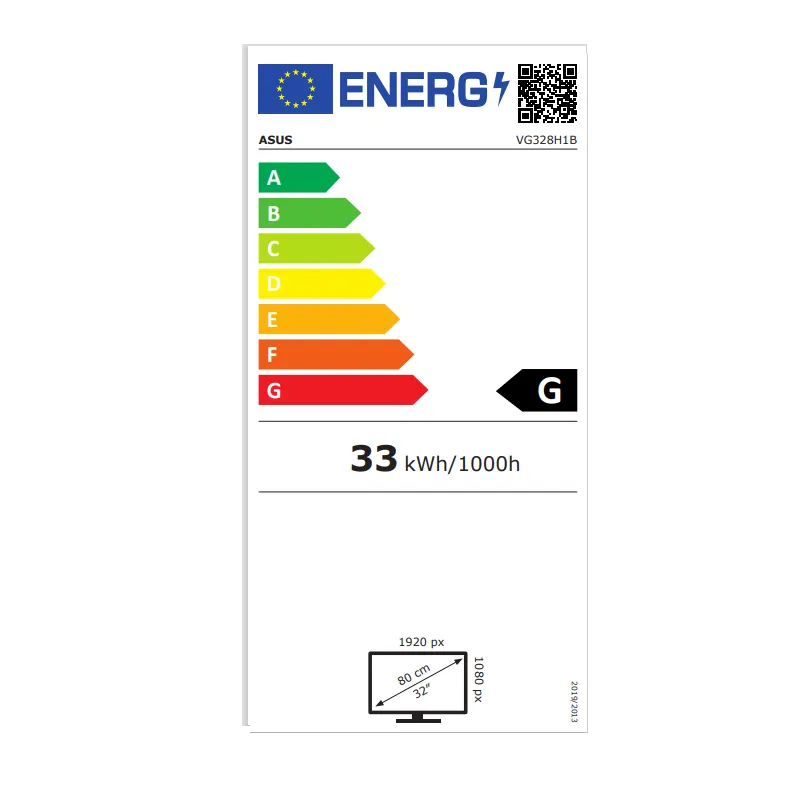 ENERG
ASUS
VG328H1B
A
B
C
D
E
F
G
G
33 kWh/1000h
1920 px
1080 px
80 cm
32"
2019/2013